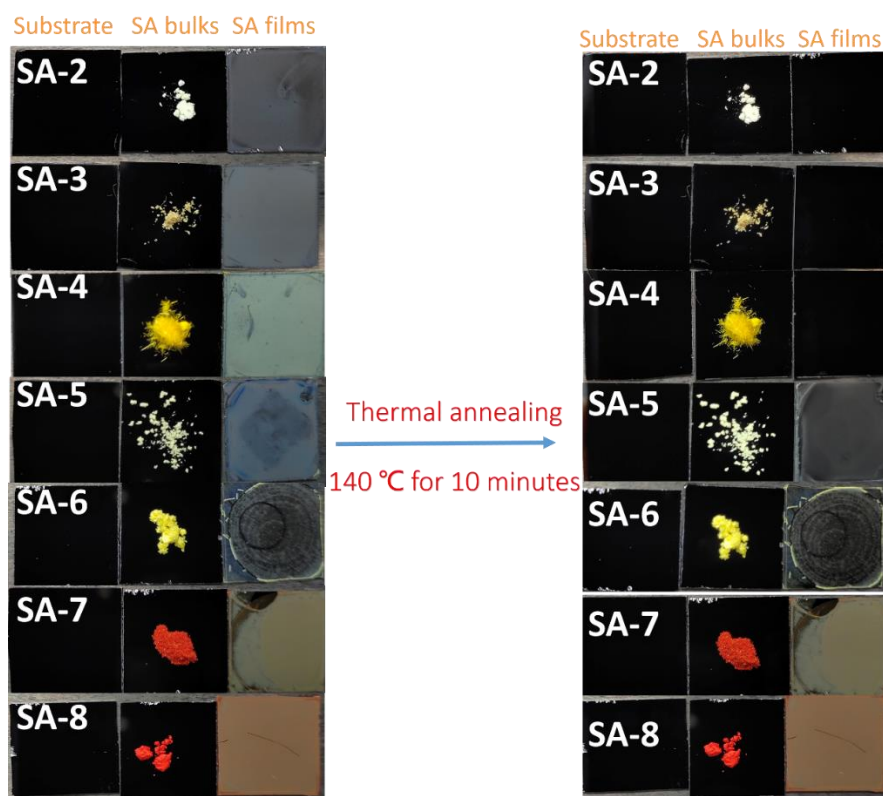 Substrate SA bulks SA films
SA-2
SA-3
SA-4
SA-5
SA-6
SA-7
SA-8
Thermal annealing
140 ℃ for 10 minutes
Substrate SA bulks SA films
SA-2
SA-3
SA-4
SA-5
SA-6
SA-7
SA-8